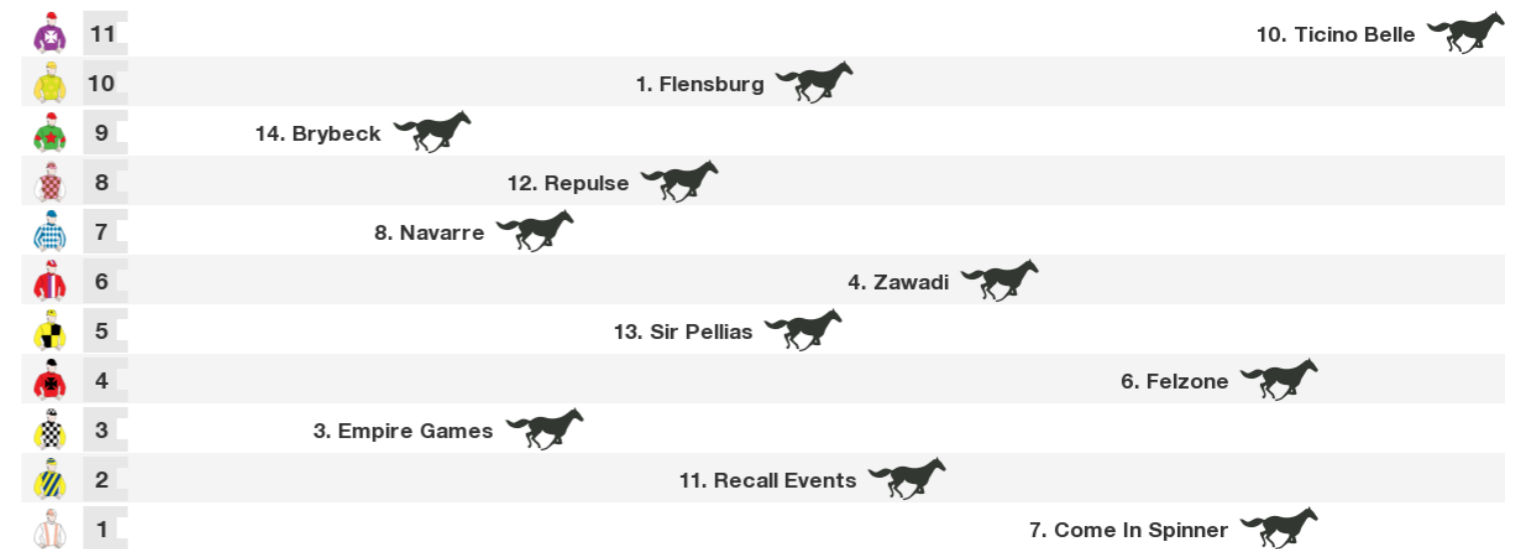 11 10. Ticino Belle
10 1. Flensburg
9 14. Brybeck
8 12. Repulse
7 8. Navarre
6 4. Zawadi
5 13. Sir Pellias
4 6. Felzone
3 3. Empire Games
2 11. Recall Events
1 7. Come In Spinner